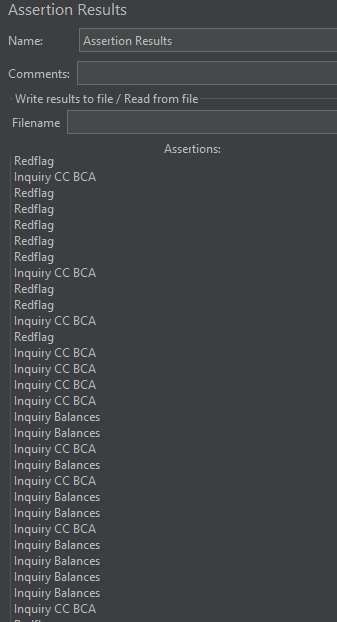 Assertion Results
Name: Assertion Results
Comments:
Write results to file / Read from file
Filename
Assertions:
Redflag
Inquiry CC BCA
Redflag
Redflag
Redflag
Redflag
Redflag
Inquiry CC BCA
Redflag
Redflag
Inquiry CC BCA
Redflag
Inquiry CC BCA
Inquiry CC BCA
Inquiry CC BCA
Inquiry CC BCA
Inquiry Balances
Inquiry Balances
Inquiry CC BCA
Inquiry Balances
Inquiry CC BCA
Inquiry Balances
Inquiry Balances
Inquiry CC BCA
Inquiry Balances
Inquiry Balances
Inquiry Balances
Inquiry Balances
Inquiry CC BCA
Redflag